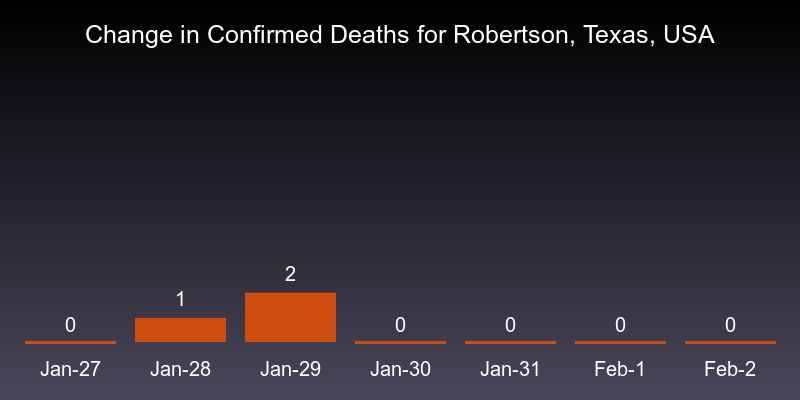 Change in Confirmed Deaths for Robertson, Texas, USA
0 1 2 0 0 0 0
Jan-27 Jan-28 Jan-29 Jan-30 Jan-31 Feb-1 Feb-2